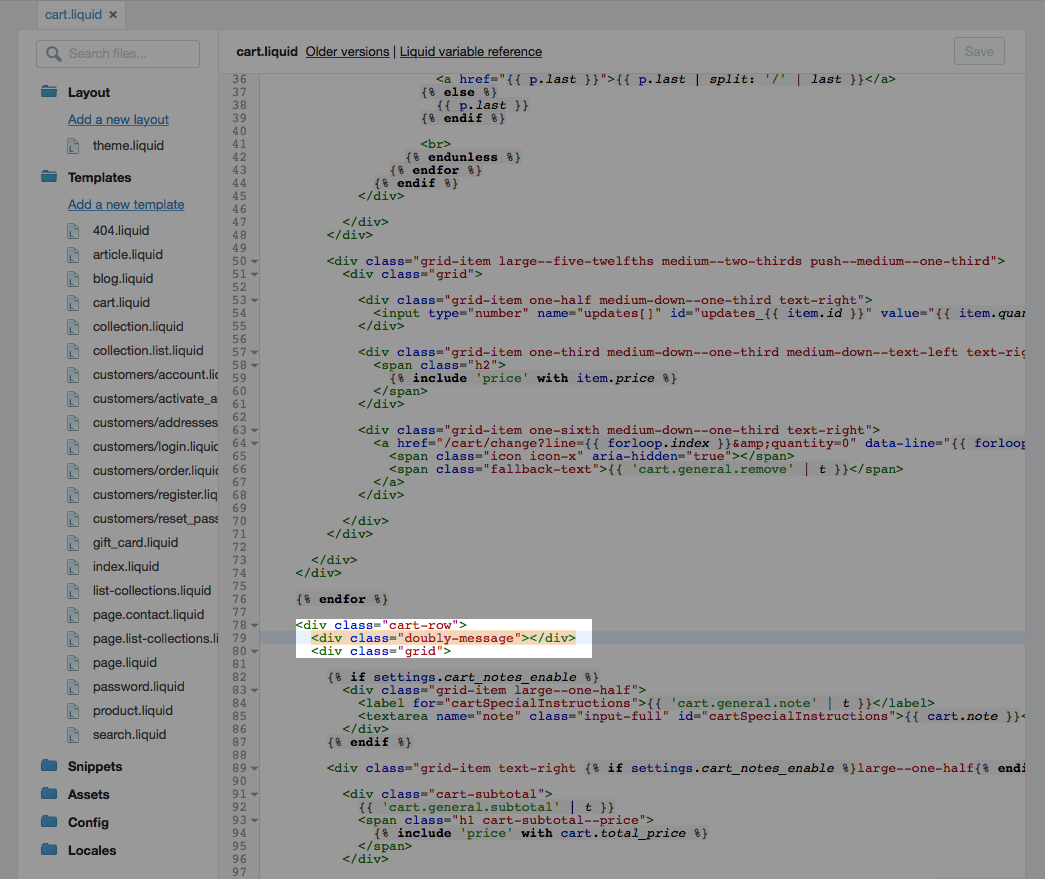 cart.liquid ×
Search files...
cart.liquid Older versions | Liquid variable reference
Save
Layout
Add a new layout
theme.liquid
Templates
Add a new template
404.liquid
article.liquid
blog.liquid
cart.liquid
collection.liquid
collection.list.liquid
customers/account.lic
customers/activate_a
customers/addresses
customers/login.liquid
customers/order.liquid
customers/register.liq
customers/reset_pass
gift_card.liquid
index.liquid
list-collections.liquid
page.contact.liquid
page.list-collections.li
page.liquid
password.liquid
product.liquid
search.liquid
Snippets
Assets
Config
Locales
36 <a href="{{ p.last }}">{{ p.last | split: '/' | last }}</a>
37 {% else %}
38 {{ p.last }}
39 {% endif %}
40
41 <br>
42 {% endunless %}
43 {% endfor %}
44 {% endif %}
45 </div>
46
47 </div>
48 </div>
49
50 <div class="grid-item large--five-twelfths medium--two-thirds push--medium--one-third">
51 <div class="grid">
52
53 <div class="grid-item one-half medium-down--one-third text-right">
54 <input type="number" name="updates[]" id="updates_{{ item.id }}" value="{{ item.quan
55 </div>
56
57 <div class="grid-item one-third medium-down--one-third medium-down--text-left text-rig
58 <span class="h2">
59 {% include 'price' with item.price %}
60 </span>
61 </div>
62
63 <div class="grid-item one-sixth medium-down--one-third text-right">
64 <a href="/cart/change?line={{ forloop.index }}&amp;quantity=0" data-line="{{ forloop
65 <span class="icon icon-x" aria-hidden="true"></span>
66 <span class="fallback-text">{{ 'cart.general.remove' | t }}</span>
67 </a>
68 </div>
69
70 </div>
71 </div>
72
73 </div>
74 </div>
75
76 {% endfor %}
77
78 <div class="cart-row">
79 <div class="doubly-message"></div>
80 <div class="grid">
81
82 {% if settings.cart_notes_enable %}
83 <div class="grid-item large--one-half">
84 <label for="cartSpecialInstructions">{{ 'cart.general.note' | t }}</label>
85 <textarea name="note" class="input-full" id="cartSpecialInstructions">{{ cart.note }}<
86 </div>
87 {% endif %}
88
89 <div class="grid-item text-right {% if settings.cart_notes_enable %}large--one-half{% endi
90
91 <div class="cart-subtotal">
92 {{ 'cart.general.subtotal' | t }}
93 <span class="h1 cart-subtotal--price">
94 {% include 'price' with cart.total_price %}
95 </span>
96 </div>
97